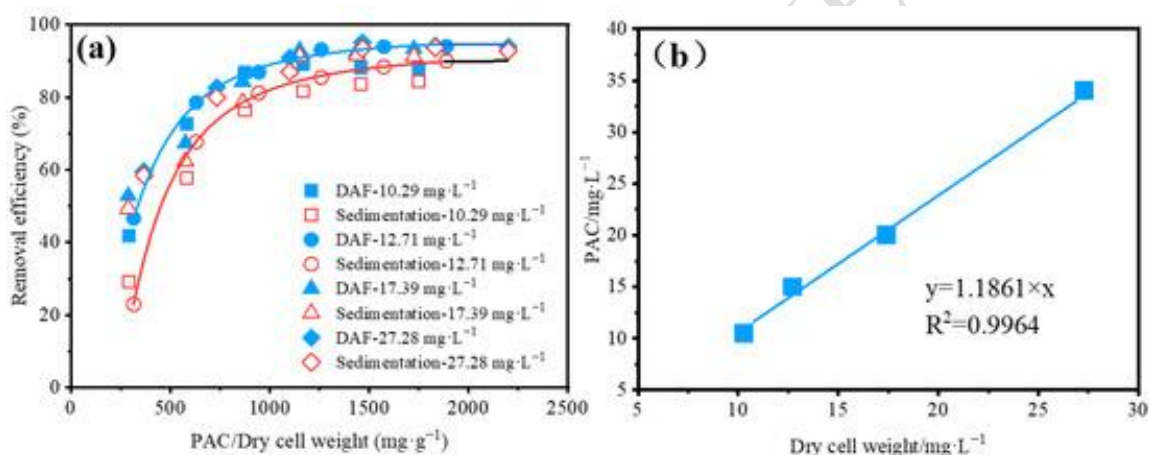 (a)
Removal efficiency (%)
100
80
60
40
20
0
0 500 1000 1500 2000 2500
PAC/Dry cell weight (mg·g⁻¹)
DAF-10.29 mg·L⁻¹
Sedimentation-10.29 mg·L⁻¹
DAF-12.71 mg·L⁻¹
Sedimentation-12.71 mg·L⁻¹
DAF-17.39 mg·L⁻¹
Sedimentation-17.39 mg·L⁻¹
DAF-27.28 mg·L⁻¹
Sedimentation-27.28 mg·L⁻¹
(b)
PAC/mg·L⁻¹
40
35
30
25
20
15
10
5
5 10 15 20 25 30
Dry cell weight/mg·L⁻¹
y=1.1861×x
R²=0.9964